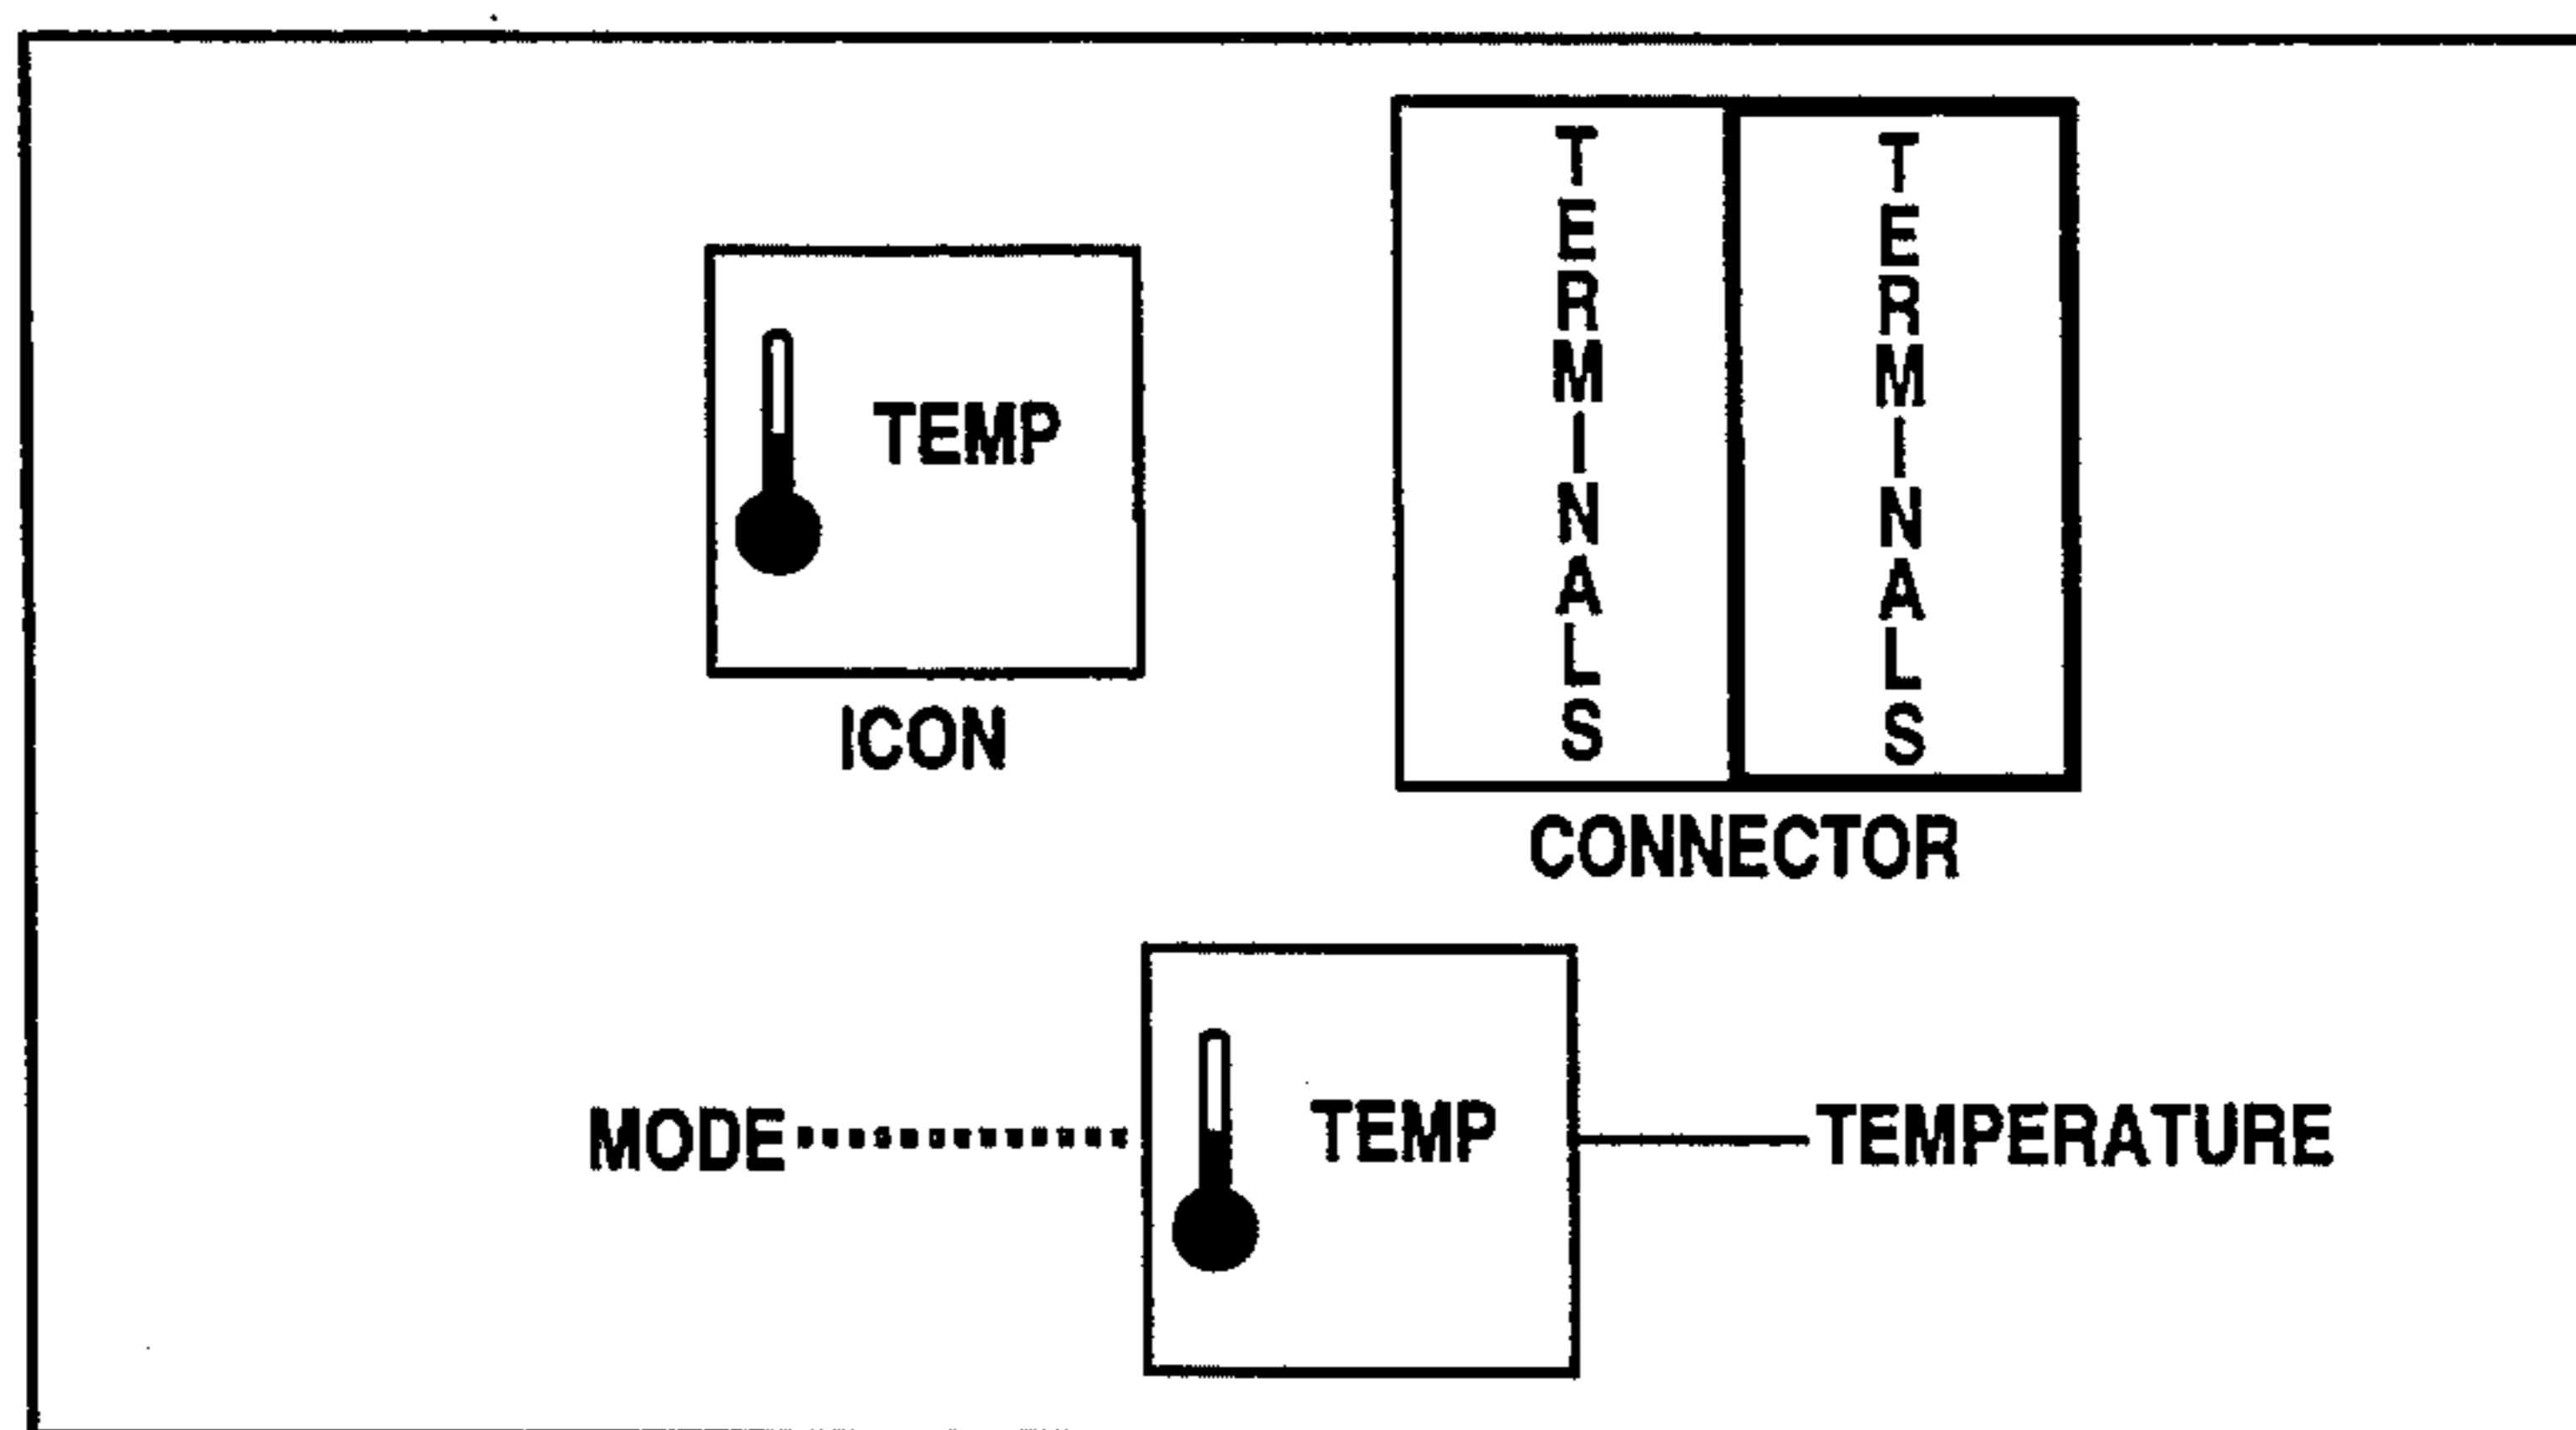 TEMP
ICON
TERMINALS
TERMINALS
CONNECTOR
MODE
TEMP
TEMPERATURE